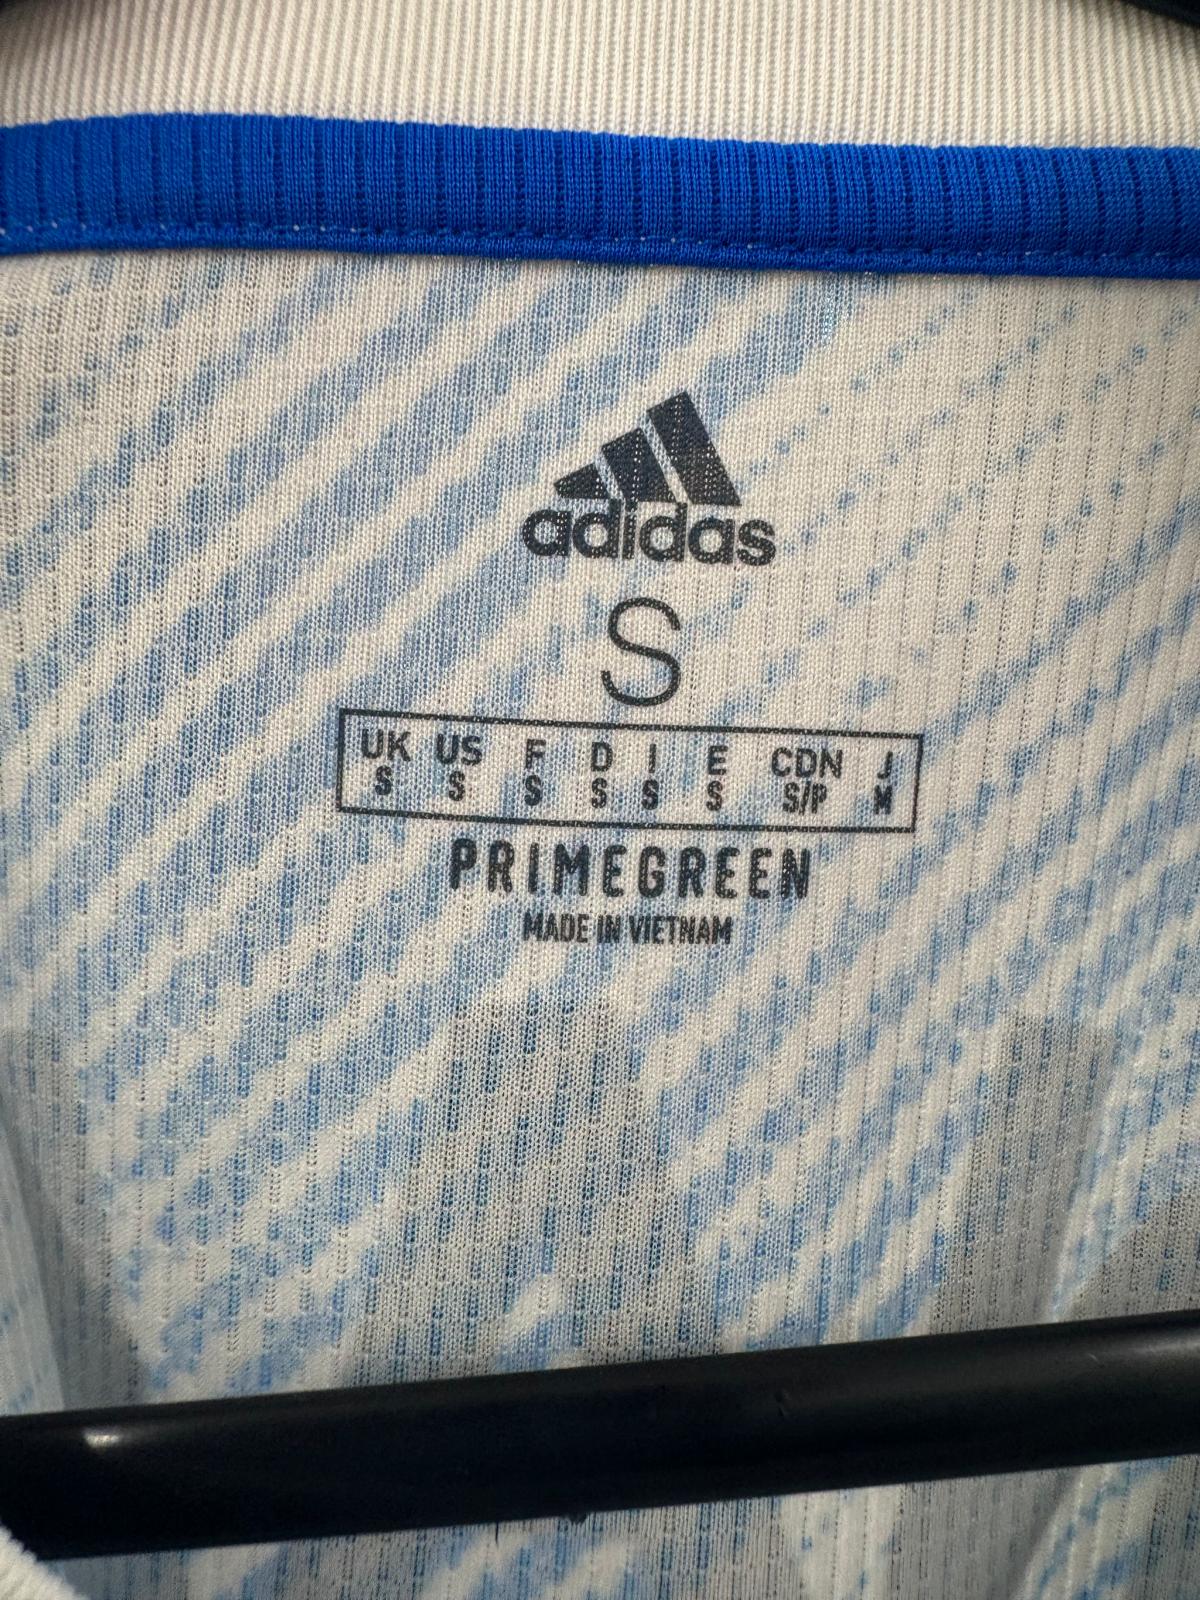 adidas
S
UK US F D I E CDN J
S S S S S S S/P M
PRIMEGREEN
MADE IN VIETNAM